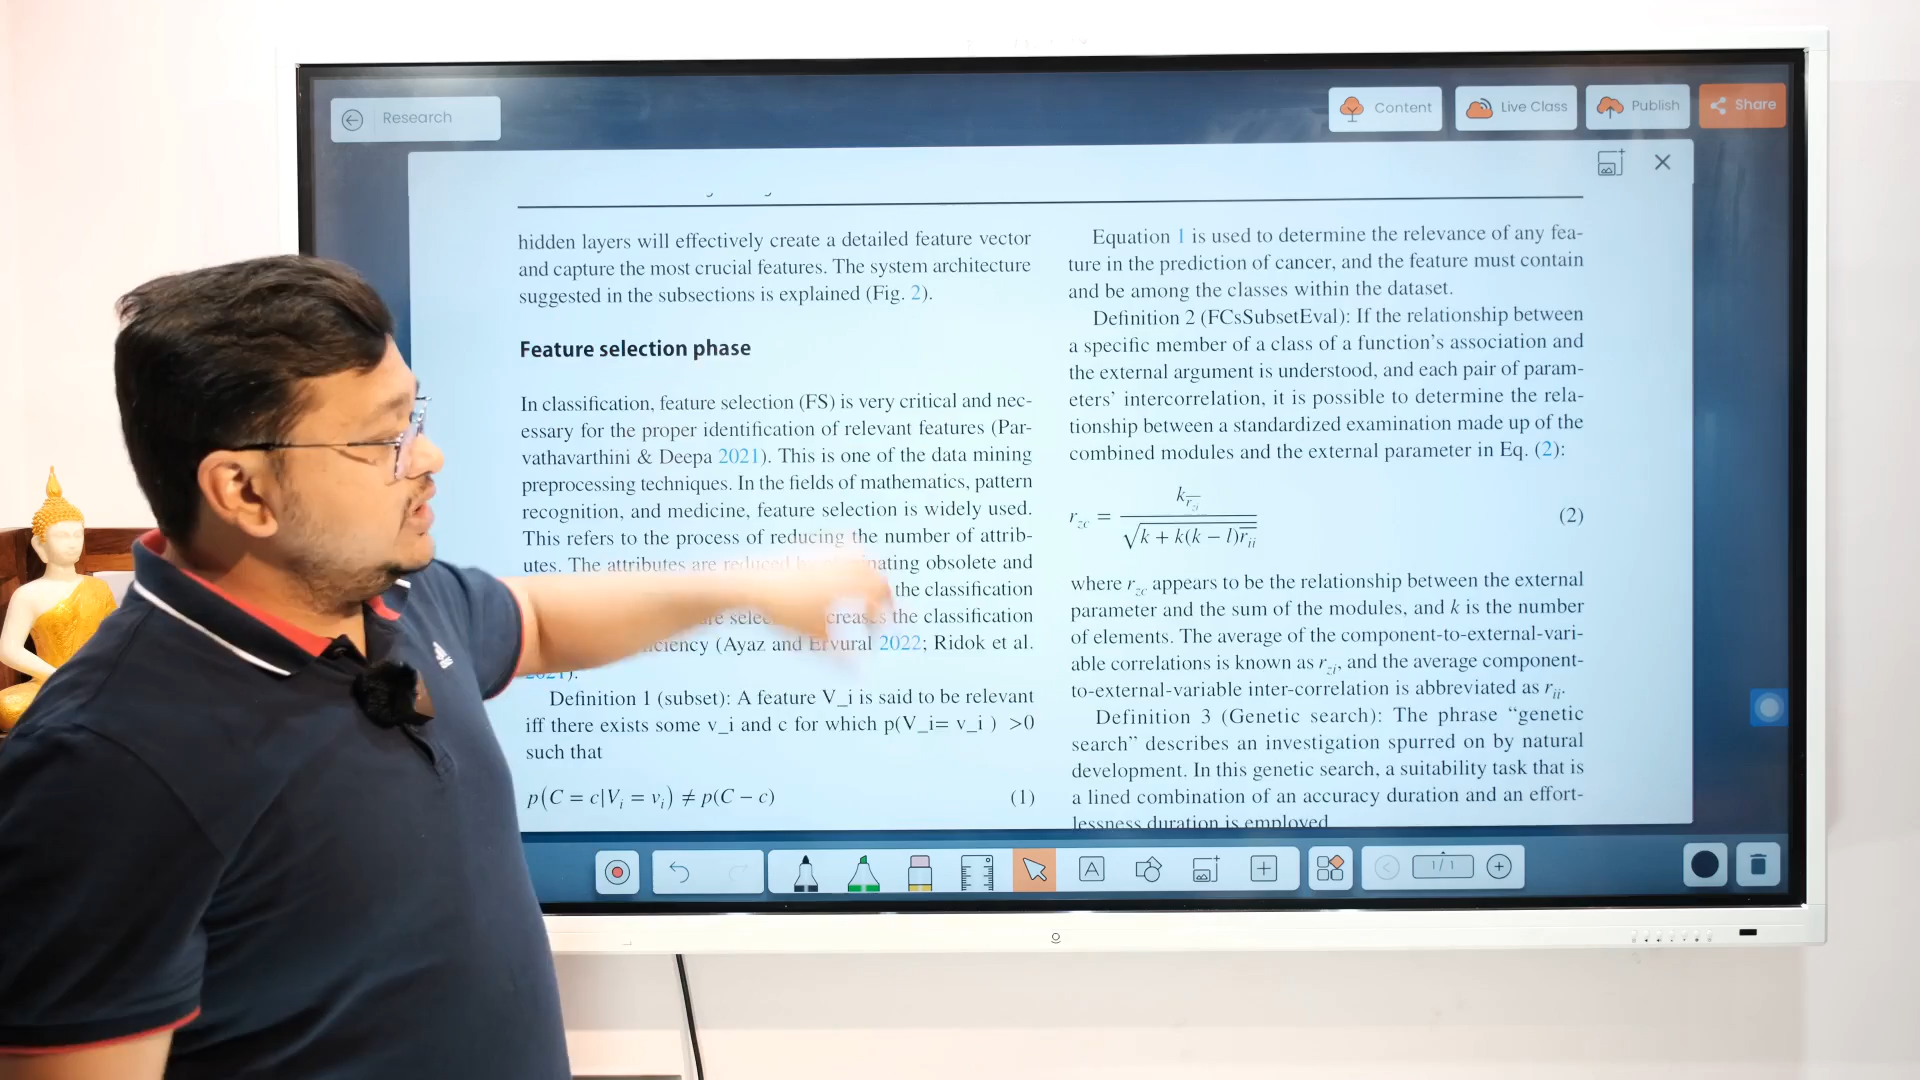 Research
Content
Live Class
Publish
Share
hidden layers will effectively create a detailed feature vector
and capture the most crucial features. The system architecture
suggested in the subsections is explained (Fig. 2).
Feature selection phase
In classification, feature selection (FS) is very critical and nec-
essary for the proper identification of relevant features (Par-
vathavarthini & Deepa 2021). This is one of the data mining
preprocessing techniques. In the fields of mathematics, pattern
recognition, and medicine, feature selection is widely used.
This refers to the process of reducing the number of attrib-
utes. The attributes are reduced obsolete and
the classification
the classification
(Ayaz and Ervural 2022; Ridok et al.
2021).
Definition 1 (subset): A feature V_i is said to be relevant
iff there exists some v_i and c for which p(V_i= v_i ) >0
such that
p(C = c|V_i = v_i) ≠ p(C − c) (1)
Equation 1 is used to determine the relevance of any fea-
ture in the prediction of cancer, and the feature must contain
and be among the classes within the dataset.
Definition 2 (FCsSubsetEval): If the relationship between
a specific member of a class of a function's association and
the external argument is understood, and each pair of param-
eters' intercorrelation, it is possible to determine the rela-
tionship between a standardized examination made up of the
combined modules and the external parameter in Eq. (2):
r_zc = k r_zi / √k + k(k − l)r_ii (2)
where r_zc appears to be the relationship between the external
parameter and the sum of the modules, and k is the number
of elements. The average of the component-to-external-vari-
able correlations is known as r_zi, and the average component-
to-external-variable inter-correlation is abbreviated as r_ii.
Definition 3 (Genetic search): The phrase “genetic
search” describes an investigation spurred on by natural
development. In this genetic search, a suitability task that is
a lined combination of an accuracy duration and an effort-
lessness duration is employed
A
1/1